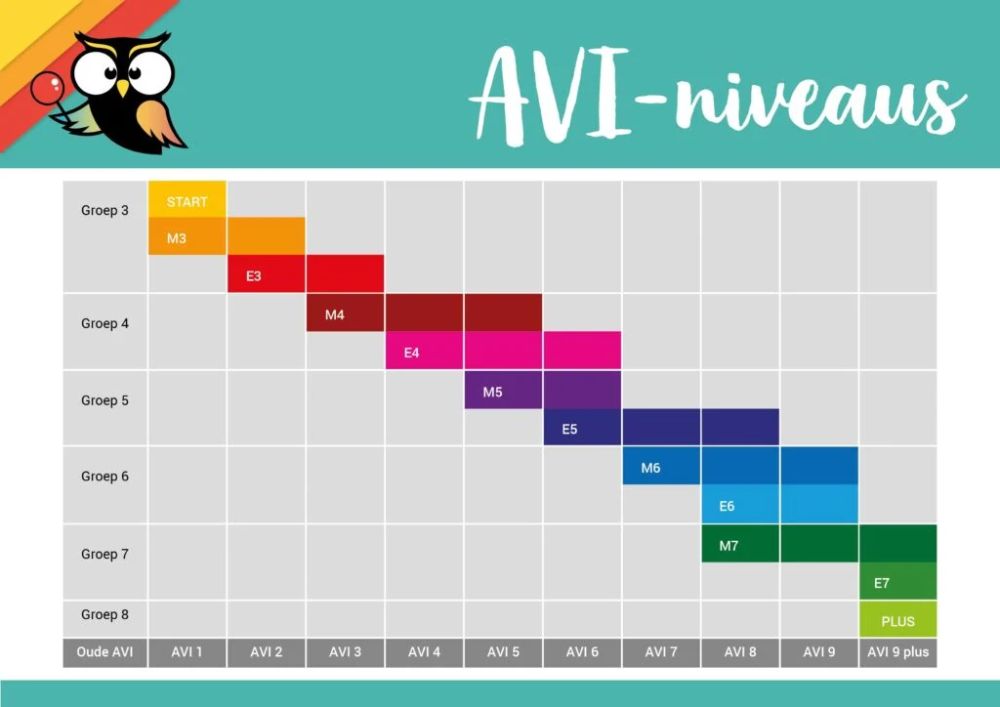 AVI-niveaus
Groep 3
START
M3
E3
Groep 4
M4
E4
Groep 5
M5
E5
Groep 6
M6
E6
Groep 7
M7
E7
Groep 8
PLUS
Oude AVI AVI 1 AVI 2 AVI 3 AVI 4 AVI 5 AVI 6 AVI 7 AVI 8 AVI 9 AVI 9 plus